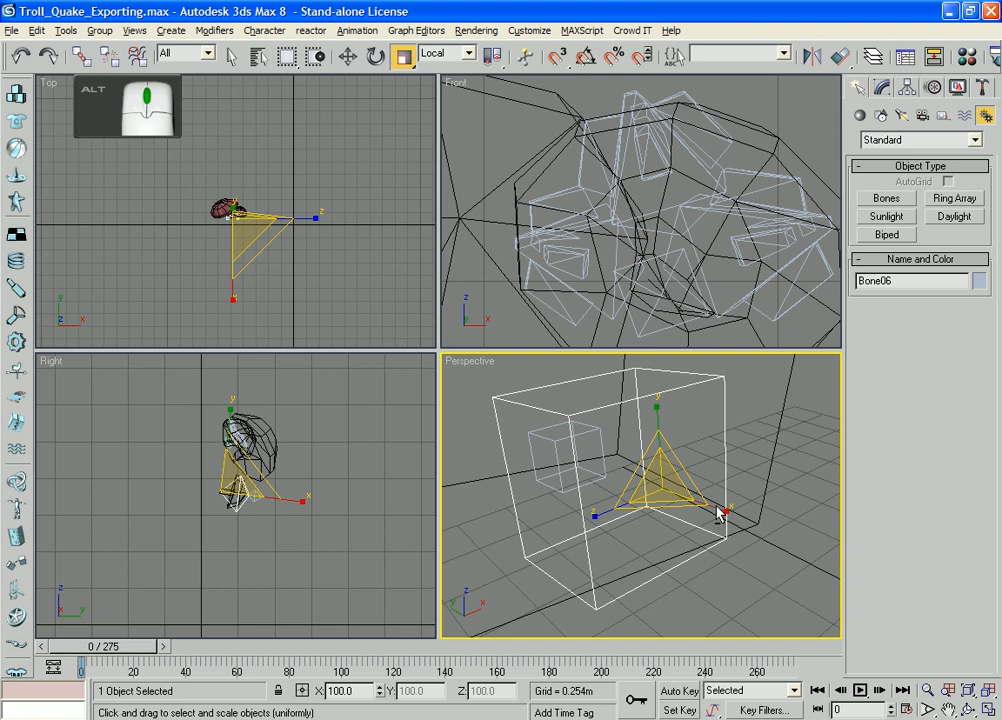 Troll_Quake_Exporting.max - Autodesk 3ds Max 8 - Stand-alone License
File Edit Tools Group Views Create Modifiers Character reactor Animation Graph Editors Rendering Customize MAXScript Crowd IT Help
All Local
Top
ALT
z
y
z x
Front
z
y x
Standard
- Object Type
AutoGrid
Bones Ring Array
Sunlight Daylight
Biped
- Name and Color
Bone06
Right
y
x
z
x y
Perspective
y
z x
z
y x
< 0 / 275 >
0 20 40 60 80 100 120 140 160 180 200 220 240 260
1 Object Selected X: 100.0 Y: 100.0 Z: 100.0 Grid = 0.254m Auto Key Selected
Click and drag to select and scale objects (uniformly) Add Time Tag Set Key Key Filters... 0